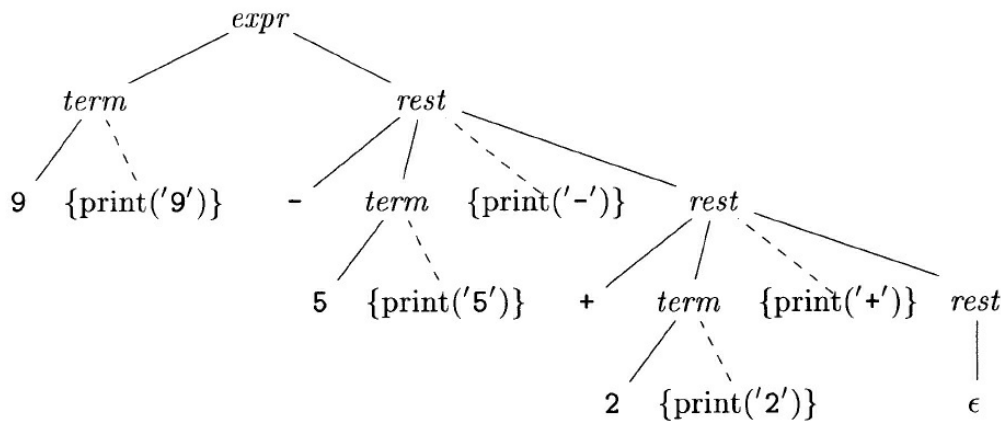 expr
term rest
9 {print('9')} - term {print('-')} rest
5 {print('5')} + term {print('+')} rest
2 {print('2')} ϵ